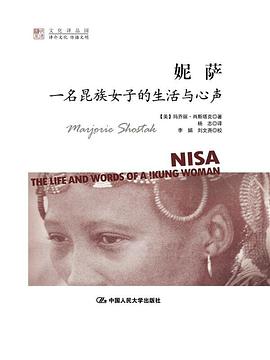 文化译品园
译介文化 传播文明
妮 萨
一名昆族女子的生活与心声
【美】玛乔丽·肖斯塔克 著
杨 志 译
李 娟 刘文尧 校
Marjorie Shostak
NISA
THE LIFE AND WORDS OF A !KUNG WOMAN
中国人民大学出版社